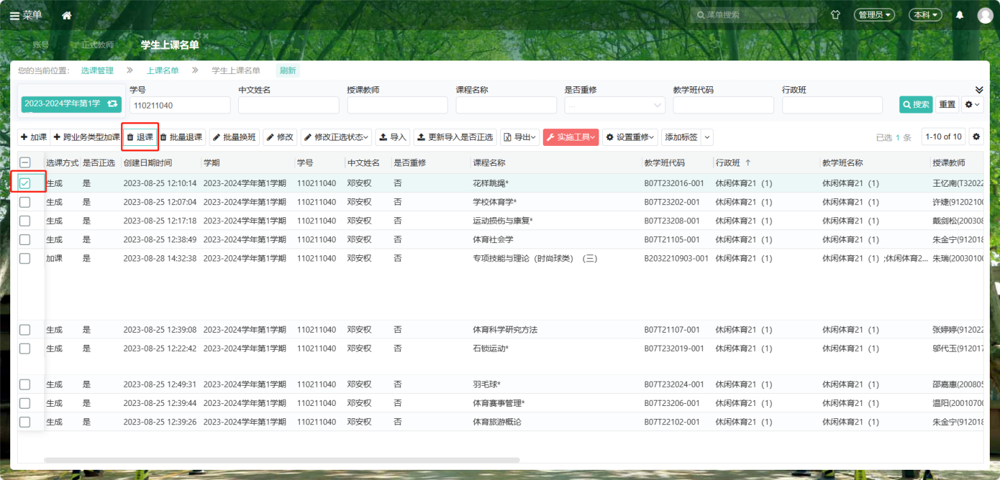 菜单 菜单搜索 管理员 本科
账号 正式教师 学生上课名单
您的当前位置: 选课管理 上课名单 学生上课名单 刷新
学号 中文姓名 授课教师 课程名称 是否重修 教学班代码 行政班
2023-2024学年第1学 110211040 ... 搜索 重置
加课 跨业务类型加课 退课 批量退课 批量换班 修改 修改正选状态 导入 更新导入是否正选 导出 实施工具 设置重修 添加标签 已选 1 条 1-10 of 10
选课方式 是否正选 创建日期时间 学期 学号 中文姓名 是否重修 课程名称 教学班代码 行政班 ↑ 教学班名称 授课教师
生成 是 2023-08-25 12:10:14 2023-2024学年第1学期 110211040 邓安权 否 花样跳绳* B07T232016-001 休闲体育21 (1) 休闲体育21 (1) 王忆南(T32022
生成 是 2023-08-25 12:07:04 2023-2024学年第1学期 110211040 邓安权 否 学校体育学* B07T23202-001 休闲体育21 (1) 休闲体育21 (1) 许婕(91202100
生成 是 2023-08-25 12:17:18 2023-2024学年第1学期 110211040 邓安权 否 运动损伤与康复* B07T23208-001 休闲体育21 (1) 休闲体育21 (1) 戴剑松(200308
生成 是 2023-08-25 12:38:49 2023-2024学年第1学期 110211040 邓安权 否 体育社会学 B07T21105-001 休闲体育21 (1) 休闲体育21 (1) 朱金宁(912018
加课 是 2023-08-28 14:32:38 2023-2024学年第1学期 110211040 邓安权 否 专项技能与理论（时尚球类）（三） B2032210903-001 休闲体育21 (1) 休闲体育21 (1) ;休闲体育2... 朱瑞(20030100
生成 是 2023-08-25 12:39:08 2023-2024学年第1学期 110211040 邓安权 否 体育科学研究方法 B07T21107-001 休闲体育21 (1) 休闲体育21 (1) 张婷婷(912022
生成 是 2023-08-25 12:22:42 2023-2024学年第1学期 110211040 邓安权 否 石锁运动* B07T232019-001 休闲体育21 (1) 休闲体育21 (1) 邬代玉(912017
生成 是 2023-08-25 12:49:31 2023-2024学年第1学期 110211040 邓安权 否 羽毛球* B07T232024-001 休闲体育21 (1) 休闲体育21 (1) 邵嘉惠(200805
生成 是 2023-08-25 12:39:44 2023-2024学年第1学期 110211040 邓安权 否 体育赛事管理* B07T23206-001 休闲体育21 (1) 休闲体育21 (1) 温阳(20010700
生成 是 2023-08-25 12:39:26 2023-2024学年第1学期 110211040 邓安权 否 体育旅游概论 B07T22102-001 休闲体育21 (1) 休闲体育21 (1) 朱金宁(912018